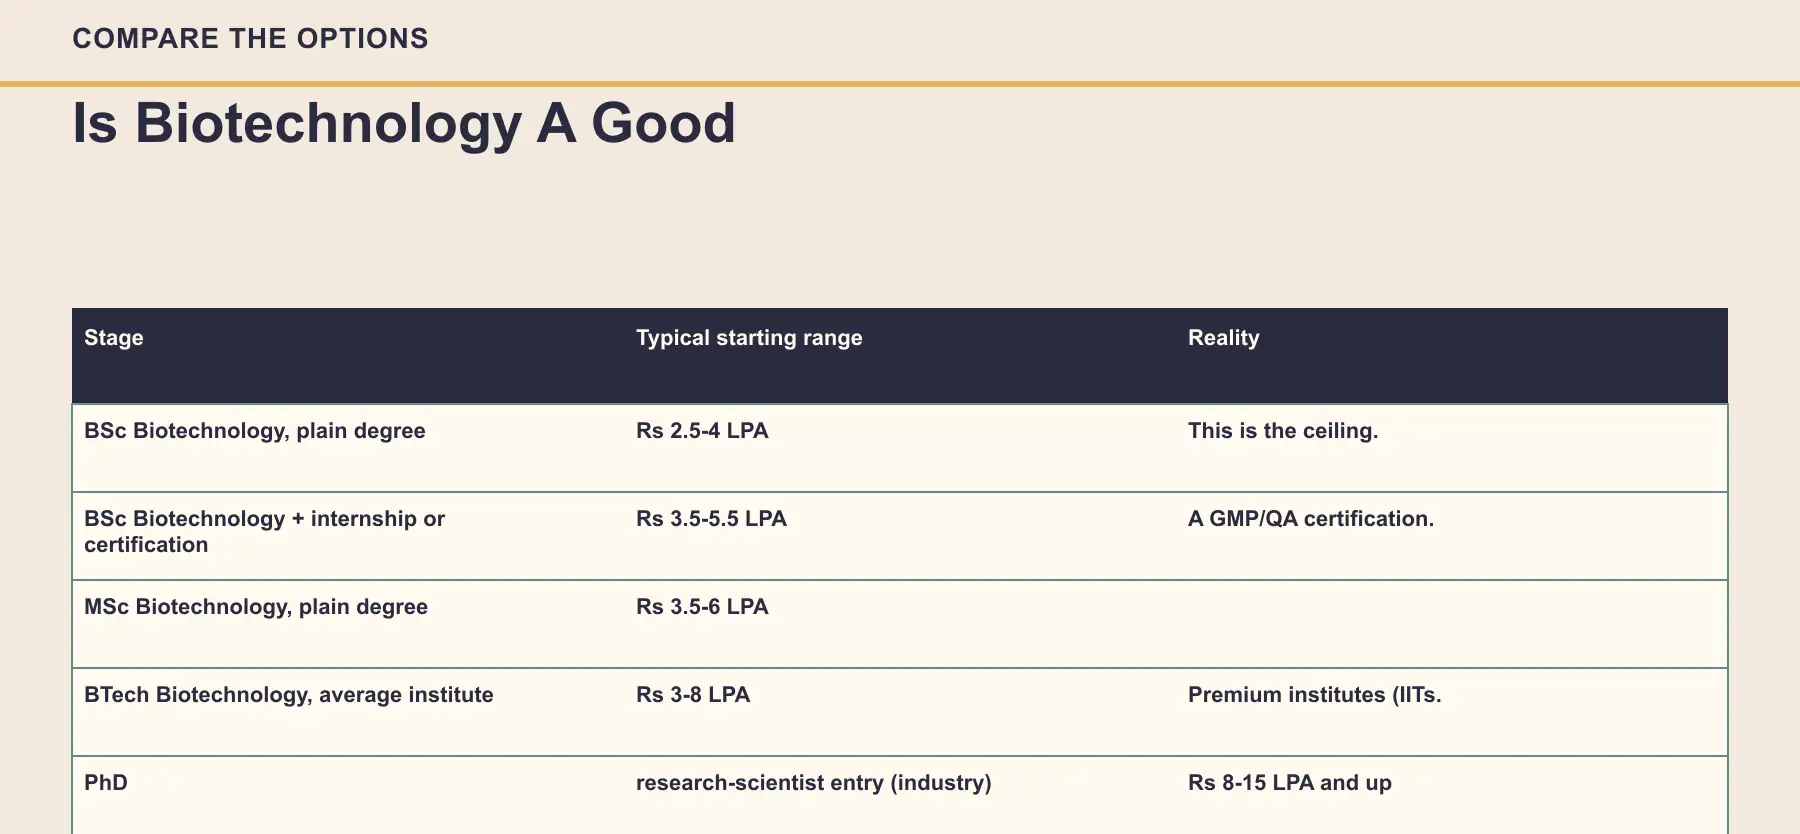 COMPARE THE OPTIONS
Is Biotechnology A Good
Stage Typical starting range Reality
BSc Biotechnology, plain degree Rs 2.5-4 LPA This is the ceiling.
BSc Biotechnology + internship or certification Rs 3.5-5.5 LPA A GMP/QA certification.
MSc Biotechnology, plain degree Rs 3.5-6 LPA
BTech Biotechnology, average institute Rs 3-8 LPA Premium institutes (IITs.
PhD research-scientist entry (industry) Rs 8-15 LPA and up